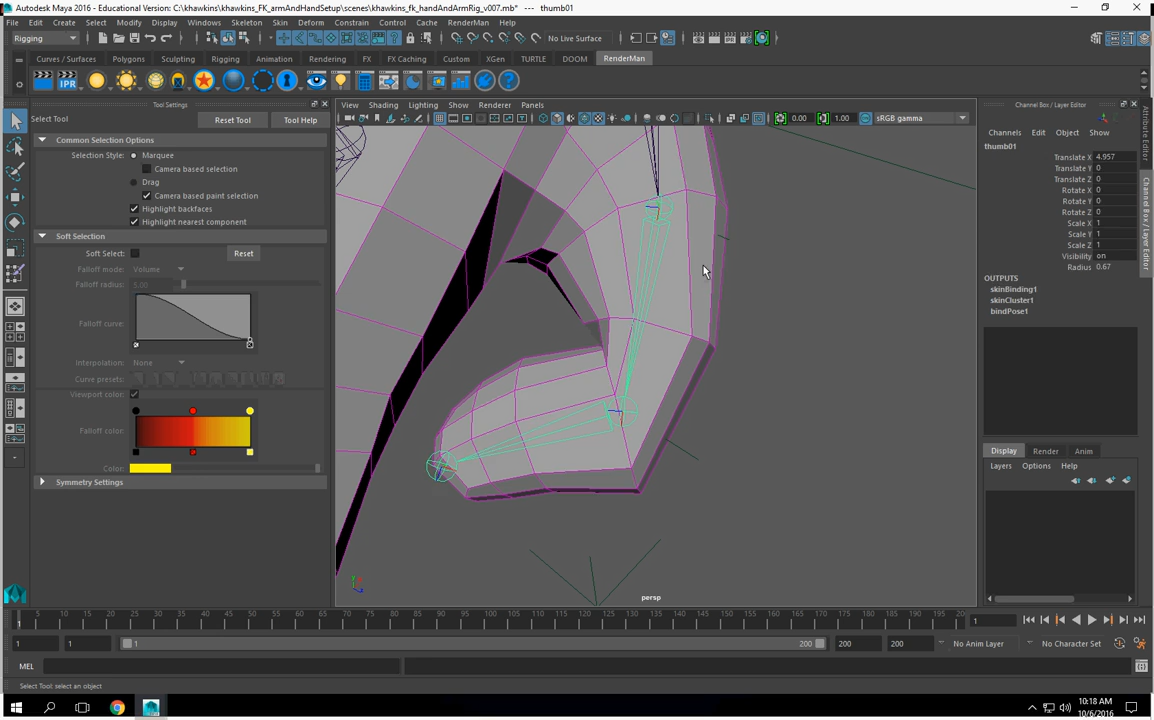 Autodesk Maya 2016 - Educational Version: C:\khawkins\khawkins_FK_armAndHandSetup\scenes\khawkins_fk_handAndArmRig_v007.mb* --- thumb01
File Edit Create Select Modify Display Windows Skeleton Skin Deform Constrain Control Cache RenderMan Help
Rigging No Live Surface
Curves / Surfaces Polygons Sculpting Rigging Animation Rendering FX FX Caching Custom XGen TURTLE DOOM RenderMan
IPR
Tool Settings
Select Tool Reset Tool Tool Help
Common Selection Options
Selection Style: Marquee
Camera based selection
Drag
Camera based paint selection
Highlight backfaces
Highlight nearest component
Soft Selection
Soft Select: Reset
Falloff mode: Volume
Falloff radius: 5.00
Falloff curve:
Interpolation: None
Curve presets:
Viewport color:
Falloff color:
Color:
Symmetry Settings
View Shading Lighting Show Renderer Panels
0.00 1.00 sRGB gamma
persp
Channel Box / Layer Editor
Channels Edit Object Show
thumb01
Translate X 4.957
Translate Y 0
Translate Z 0
Rotate X 0
Rotate Y 0
Rotate Z 0
Scale X 1
Scale Y 1
Scale Z 1
Visibility on
Radius 0.67
OUTPUTS
skinBinding1
skinCluster1
bindPose1
Display Render Anim
Layers Options Help
Attribute Editor
Channel Box / Layer Editor
5 10 15 20 25 30 35 40 45 50 55 60 65 70 75 80 85 90 95 100 105 110 115 120 125 130 135 140 145 150 155 160 165 170 175 180 185 190 195 20
1 1
1 1 1 200 200 200 No Anim Layer No Character Set
MEL
Select Tool: select an object
10:18 AM
10/6/2016